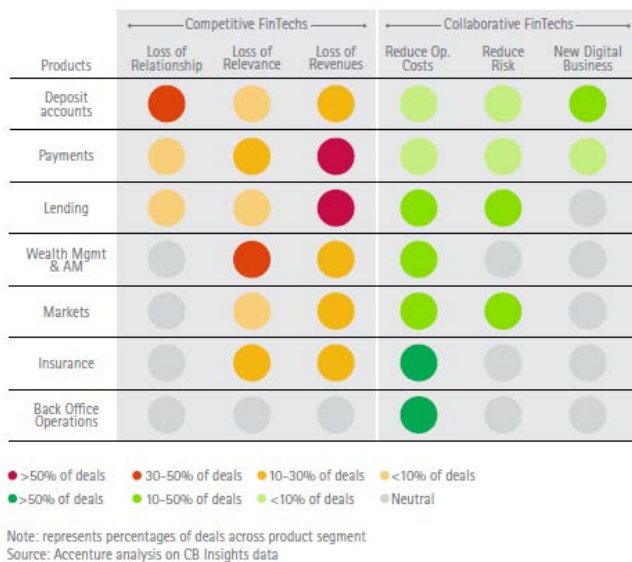 Competitive FinTechs
Collaborative FinTechs
Products
Loss of
Relationship
Loss of
Relevance
Loss of
Revenues
Reduce Op.
Costs
Reduce
Risk
New Digital
Business
Deposit
accounts
Payments
Lending
Wealth Mgmt
& AM
Markets
Insurance
Back Office
Operations
>50% of deals
30-50% of deals
10-30% of deals
<10% of deals
>50% of deals
10-50% of deals
<10% of deals
Neutral
Note: represents percentages of deals across product segment
Source: Accenture analysis on CB Insights data